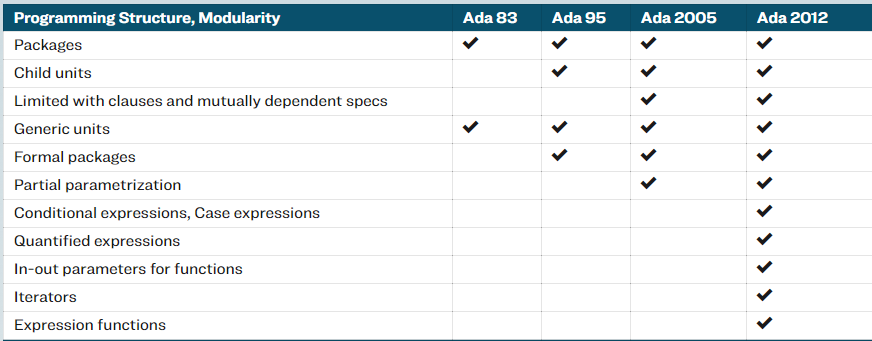 Programming Structure, Modularity Ada 83 Ada 95 Ada 2005 Ada 2012
Packages ✔ ✔ ✔ ✔
Child units ✔ ✔ ✔
Limited with clauses and mutually dependent specs ✔ ✔
Generic units ✔ ✔ ✔ ✔
Formal packages ✔ ✔ ✔
Partial parametrization ✔ ✔
Conditional expressions, Case expressions ✔
Quantified expressions ✔
In-out parameters for functions ✔
Iterators ✔
Expression functions ✔